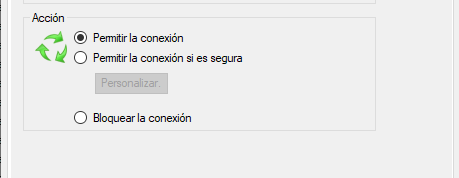 Acción
Permitir la conexión
Permitir la conexión si es segura
Personalizar.
Bloquear la conexión